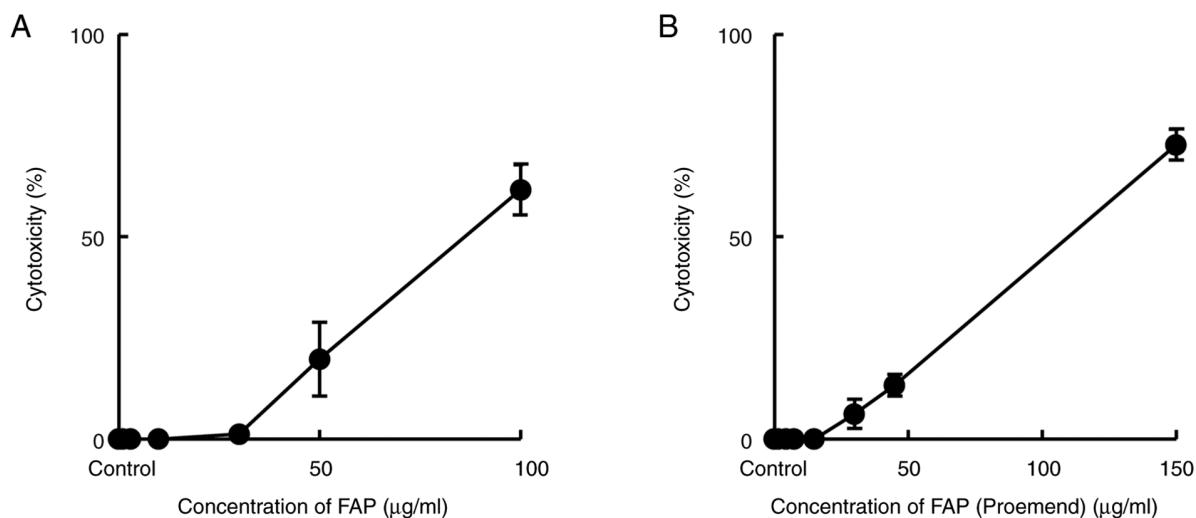 A
100
Cytotoxicity (%)
50
0
Control
50
100
Concentration of FAP (μg/ml)
B
100
Cytotoxicity (%)
50
0
Control
50
100
150
Concentration of FAP (Proemend) (μg/ml)